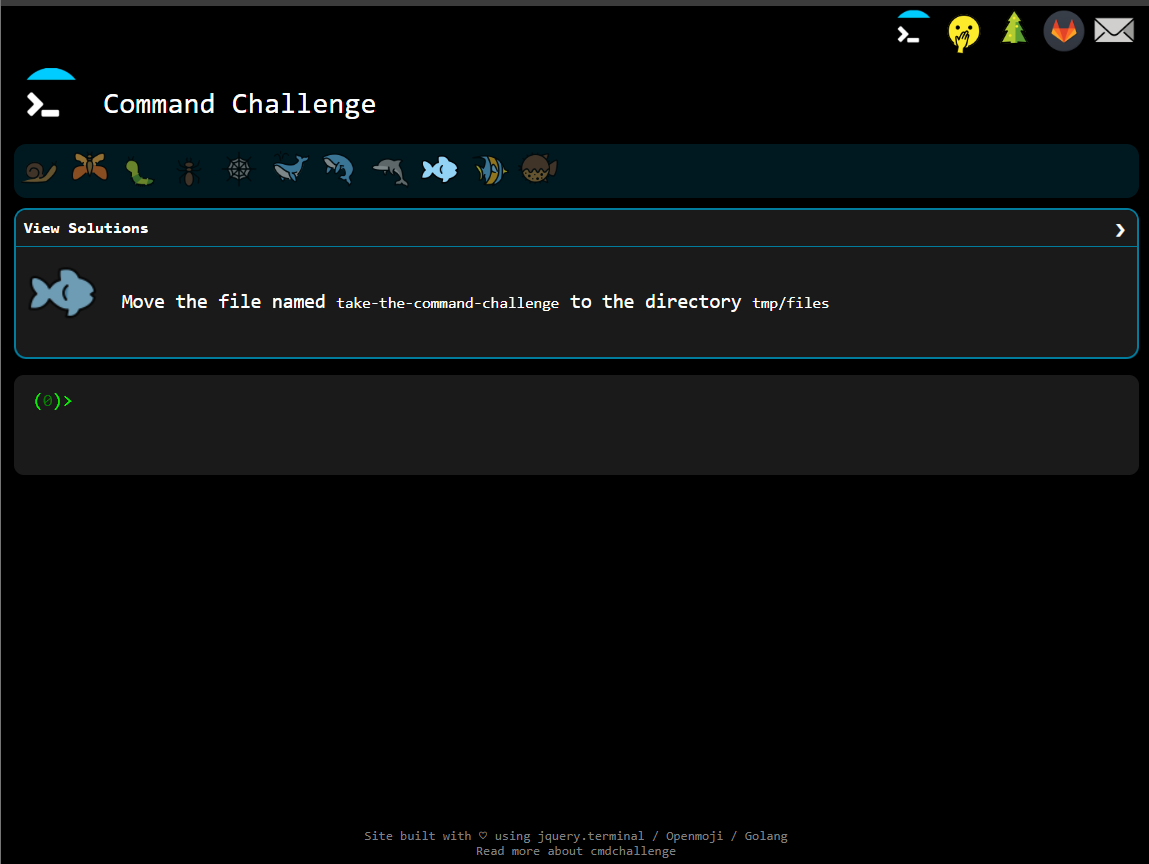 Command Challenge
View Solutions
Move the file named take-the-command-challenge to the directory tmp/files
(0)>
Site built with ♡ using jquery.terminal / Openmoji / Golang
Read more about cmdchallenge